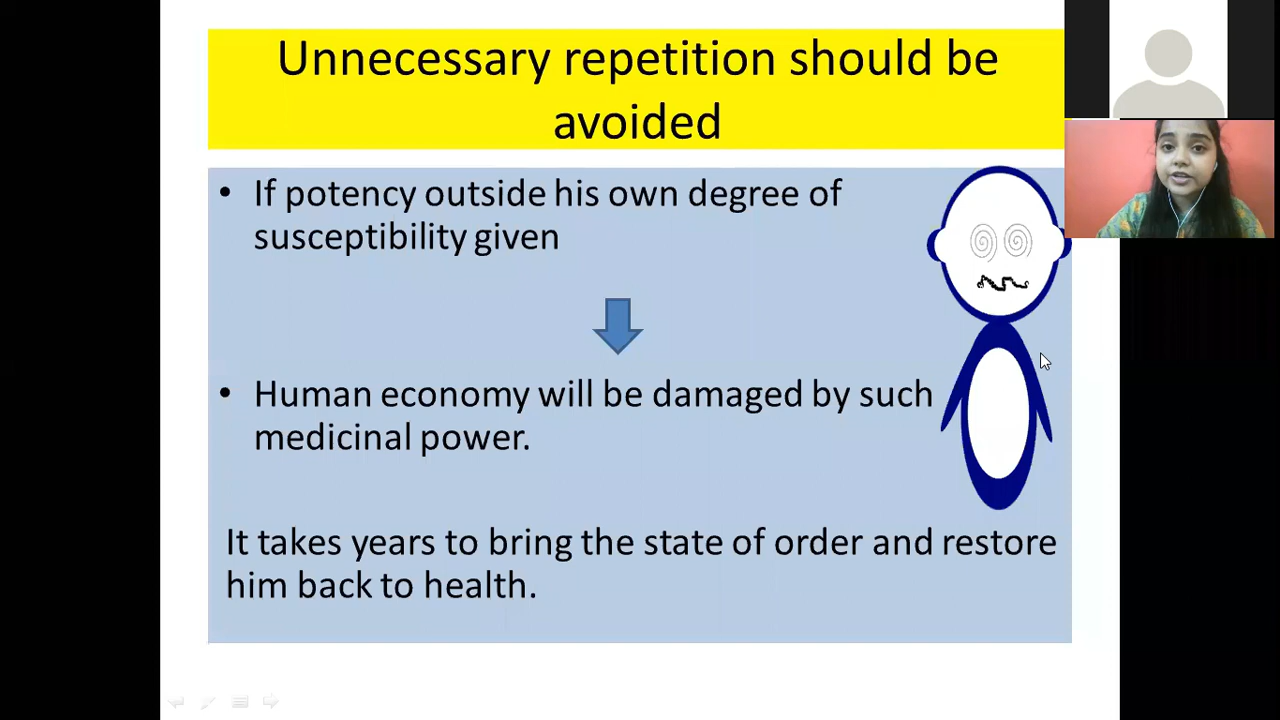 Unnecessary repetition should be
avoided
• If potency outside his own degree of
susceptibility given
• Human economy will be damaged by such
medicinal power.
It takes years to bring the state of order and restore
him back to health.